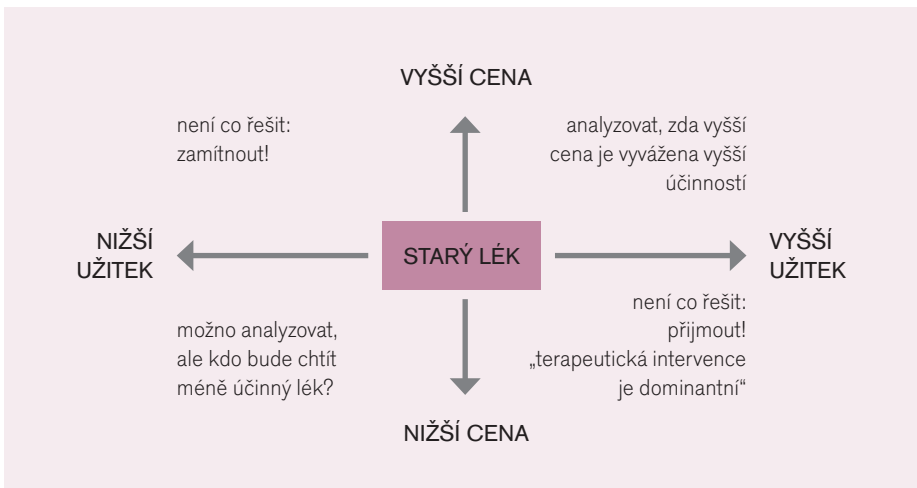 VYŠŠÍ CENA
není co řešit:
zamítnout!
analyzovat, zda vyšší
cena je vyvážena vyšší
účinností
NIŽŠÍ
UŽITEK
STARÝ LÉK
VYŠŠÍ
UŽITEK
možno analyzovat,
ale kdo bude chtít
méně účinný lék?
není co řešit:
přijmout!
„terapeutická intervence
je dominantní“
NIŽŠÍ CENA